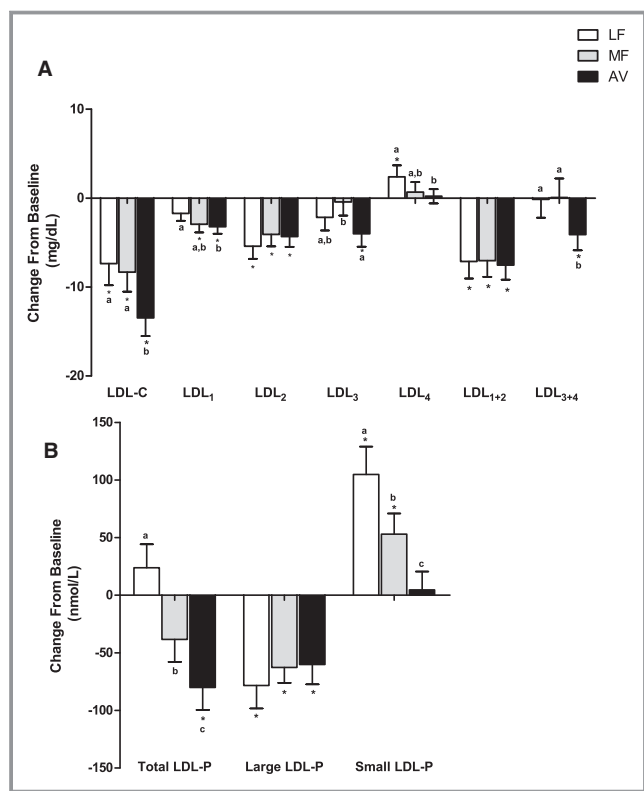 LF
MF
AV
A
10
0
-10
-20
Change From Baseline
(mg/dL)
* a
* a
* b
a
* a,b
* b
*
*
*
a,b
b
* a
a *
a,b
b
*
*
*
a
a
* b
LDL-C LDL1 LDL2 LDL3 LDL4 LDL1+2 LDL3+4
B
150
100
50
0
-50
-100
-150
Change From Baseline
(nmol/L)
a
b
* c
*
*
*
a *
b *
c
Total LDL-P Large LDL-P Small LDL-P